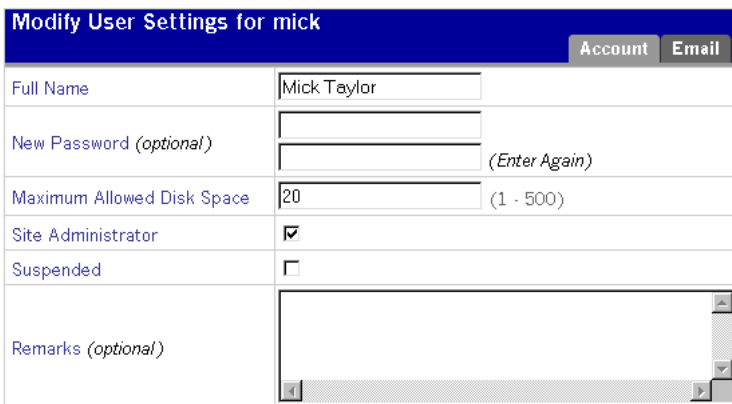 Modify User Settings for mick
Account Email
Full Name Mick Taylor
New Password (optional)
(Enter Again)
Maximum Allowed Disk Space 20 (1 - 500)
Site Administrator
Suspended
Remarks (optional)